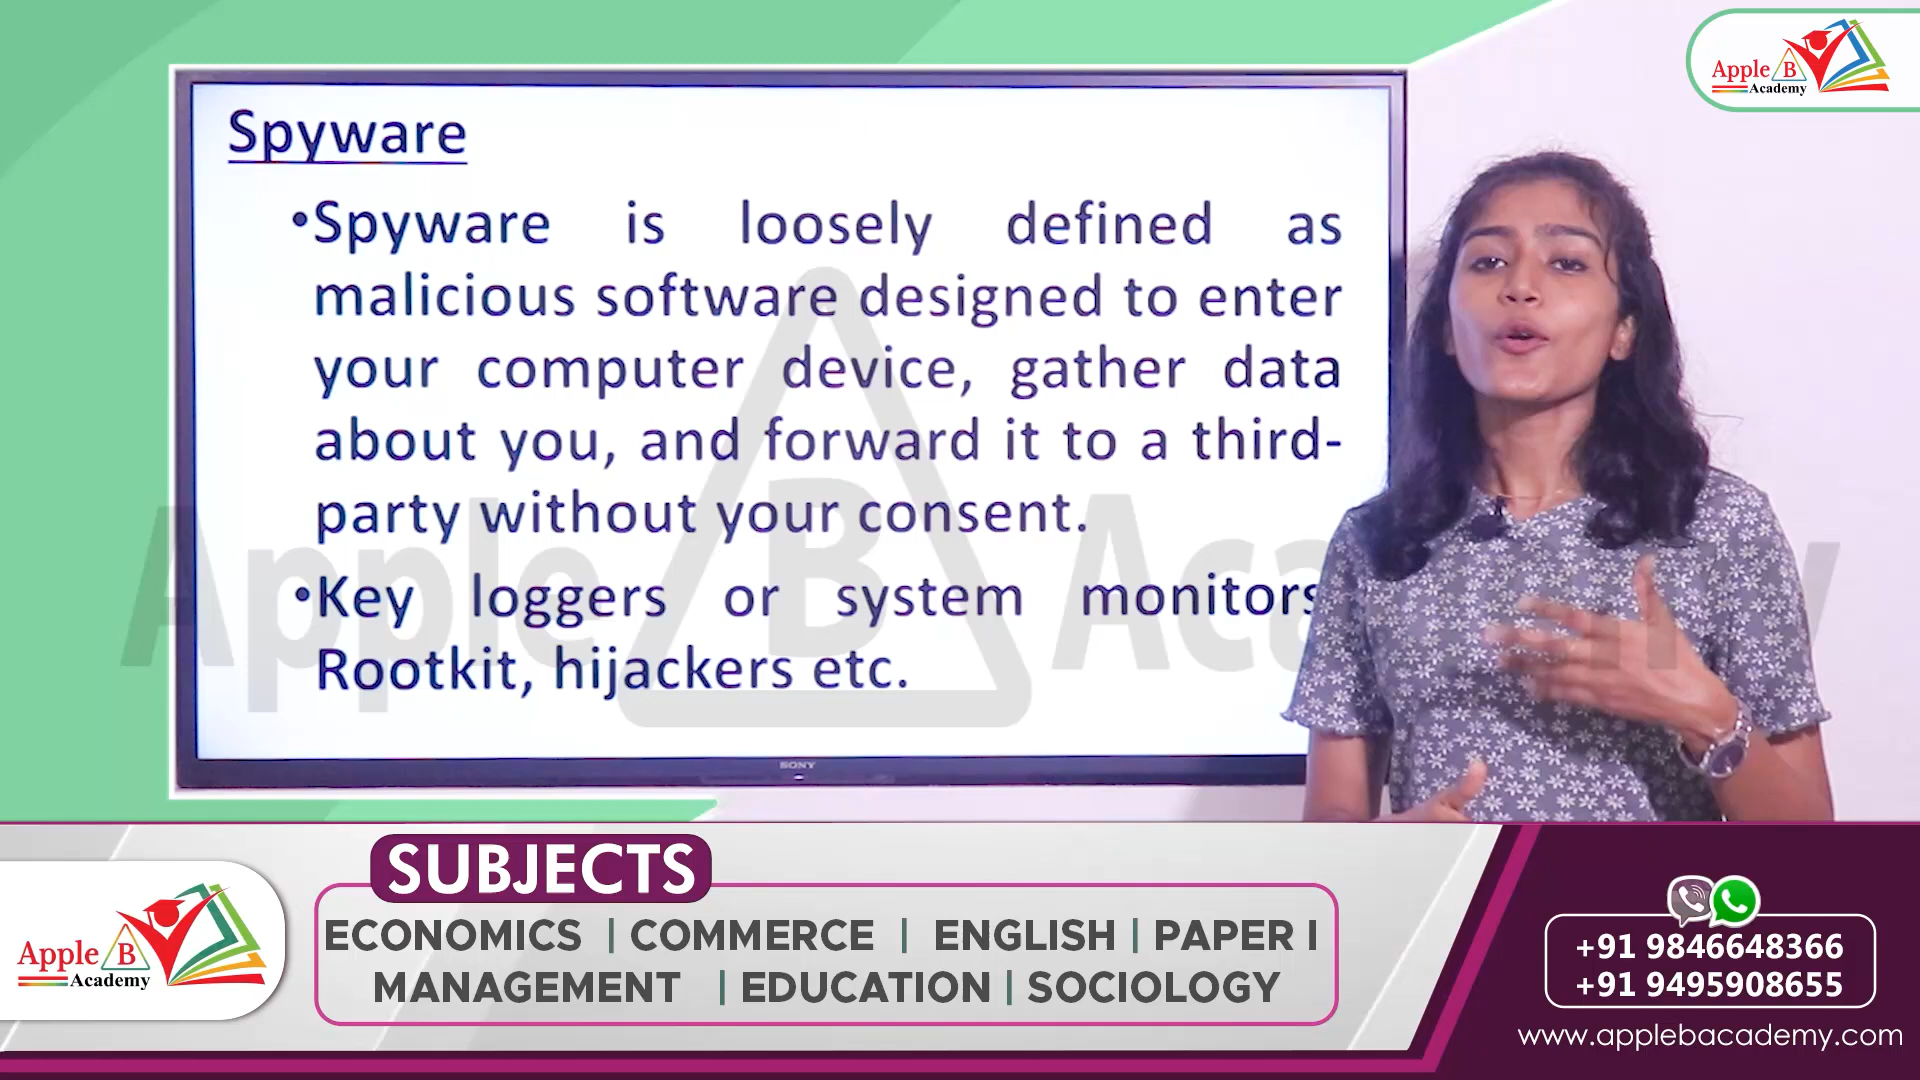 Apple B
Academy
Spyware
•Spyware is loosely defined as
malicious software designed to enter
your computer device, gather data
about you, and forward it to a third-
party without your consent.
•Key loggers or system monitors
Rootkit, hijackers etc.
Apple B Academy
SONY
SUBJECTS
ECONOMICS | COMMERCE | ENGLISH | PAPER I
MANAGEMENT | EDUCATION | SOCIOLOGY
Apple B
Academy
+91 9846648366
+91 9495908655
www.applebacademy.com